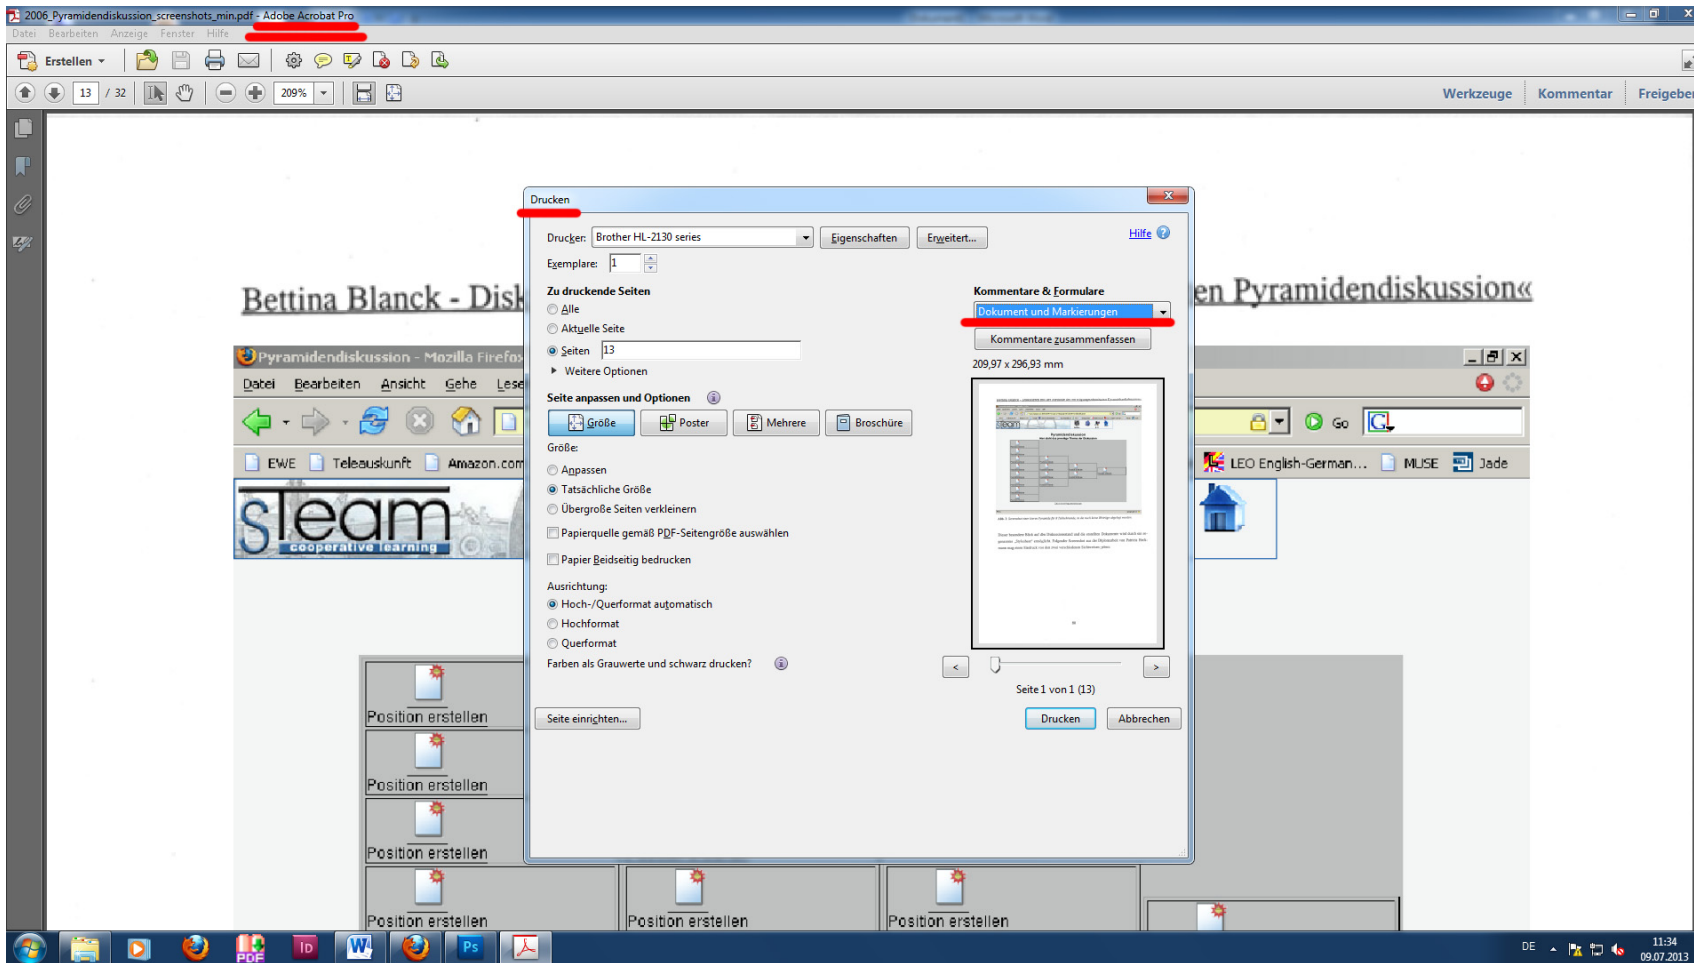 2006_Pyramidendiskussion_screenshots_min.pdf - Adobe Acrobat Pro
Datei Bearbeiten Anzeige Fenster Hilfe
Erstellen
13 / 32 209%
Werkzeuge Kommentar Freigeben
Bettina Blanck - Disk
en Pyramidendiskussion«
Pyramidendiskussion - Mozilla Firefox
Datei Bearbeiten Ansicht Gehe Lese
Go
EWE Teleauskunft Amazon.com
LEO English-German... MUSE Jade
sTeam
cooperative learning
Position erstellen
Position erstellen
Position erstellen
Position erstellen Position erstellen Position erstellen
Drucken
Drucker: Brother HL-2130 series Eigenschaften Erweitert... Hilfe
Exemplare: 1
Zu druckende Seiten
Alle
Aktuelle Seite
Seiten 13
Weitere Optionen
Seite anpassen und Optionen
Größe Poster Mehrere Broschüre
Größe:
Anpassen
Tatsächliche Größe
Übergroße Seiten verkleinern
Papierquelle gemäß PDF-Seitengröße auswählen
Papier Beidseitig bedrucken
Ausrichtung:
Hoch-/Querformat automatisch
Hochformat
Querformat
Farben als Grauwerte und schwarz drucken?
Kommentare & Formulare
Dokument und Markierungen
Kommentare zusammenfassen
209,97 x 296,93 mm
< >
Seite 1 von 1 (13)
Seite einrichten... Drucken Abbrechen
PDF Id W Ps
DE 11:34
09.07.2013